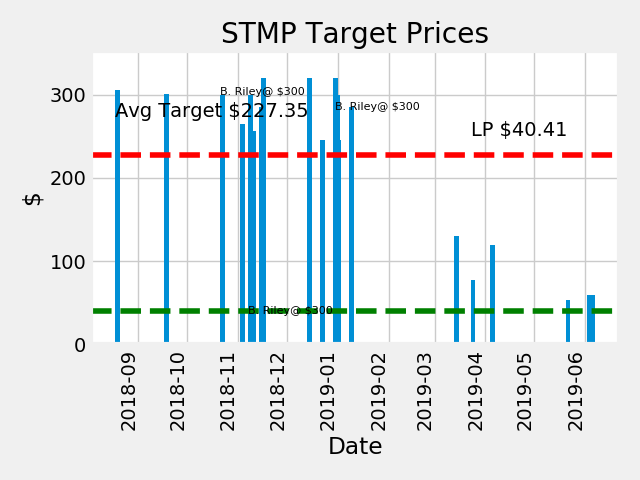 STMP Target Prices
300
200
100
0
$
B. Riley@ $300
Avg Target $227.35
B. Riley@ $300
LP $40.41
B. Riley@ $300
2018-09
2018-10
2018-11
2018-12
2019-01
2019-02
2019-03
2019-04
2019-05
2019-06
Date